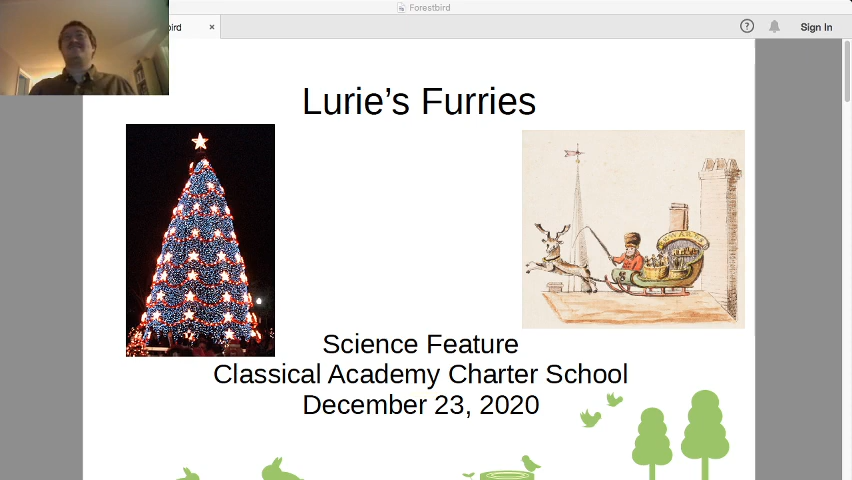 Forestbird
bird
Sign In
Lurie's Furries
Science Feature
Classical Academy Charter School
December 23, 2020